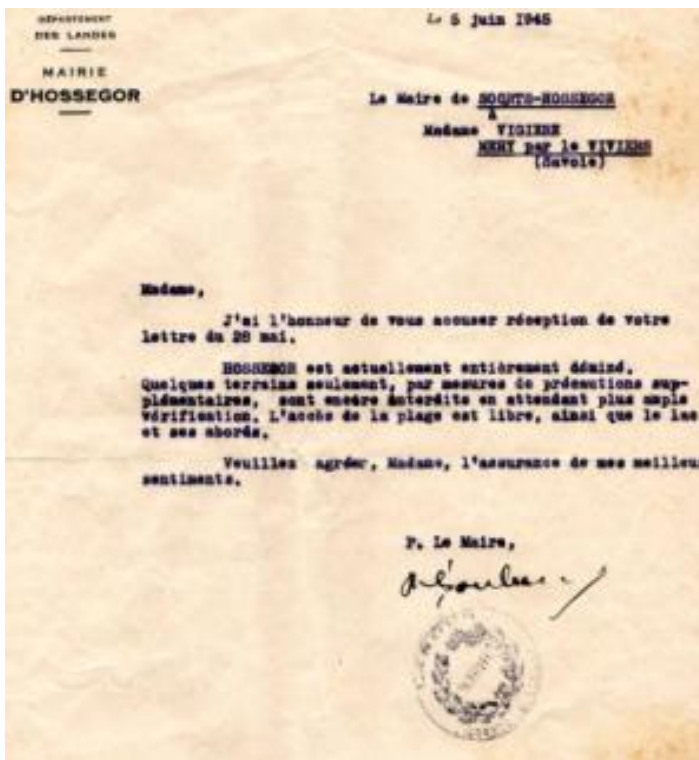 DÉPARTEMENT
DES LANDES
MAIRIE
D'HOSSEGOR
Le 5 juin 1945
Le Maire de SOORTS-HOSSEGOR
A
Madame VIGIERE
MERY par le VIVIERS
(Savoie)
Madame,
J'ai l'honneur de vous accuser réception de votre
lettre du 28 mai.
HOSSEGOR est actuellement entièrement déminé.
Quelques terrains seulement, par mesures de précautions sup-
plémentaires, sont encore interdits en attendant plus ample
vérification. L'accès de la plage est libre, ainsi que le lac
et ses abords.
Veuillez agréer, Madame, l'assurance de mes meilleu
sentiments.
P. Le Maire,